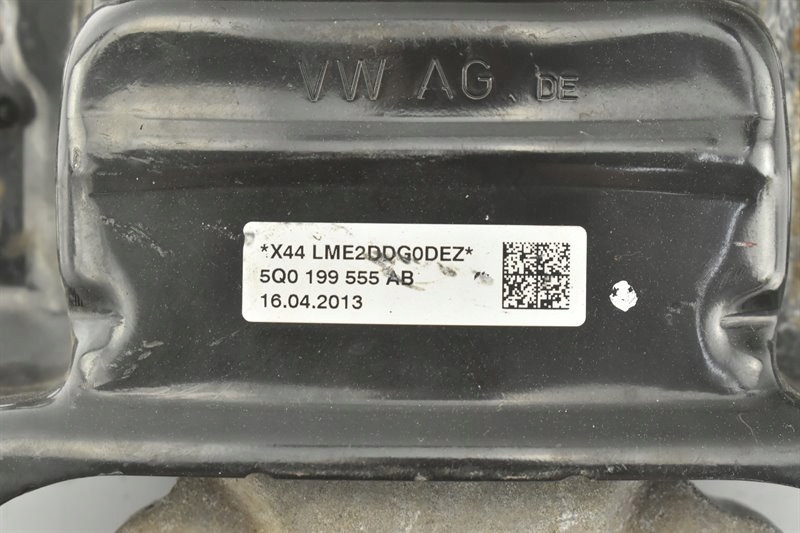 VW AG DE
*X44 LME2DDG0DEZ*
5Q0 199 555 AB
16.04.2013